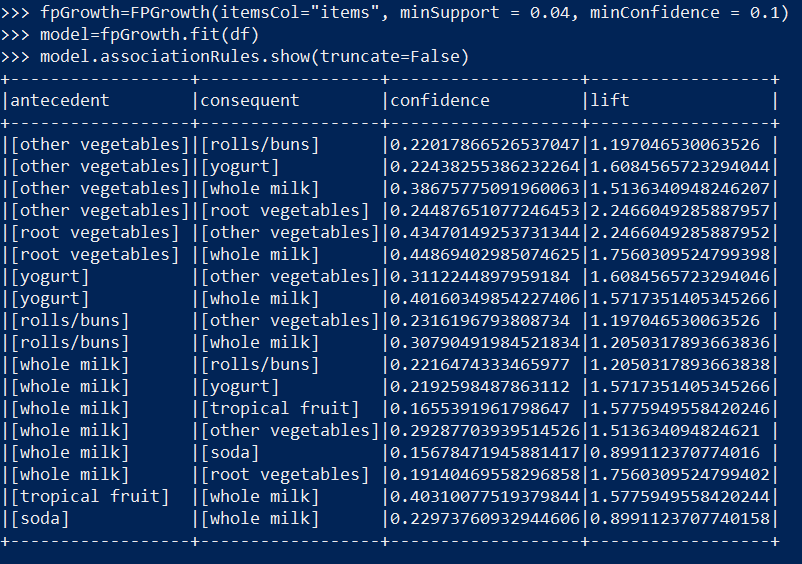 >>> fpGrowth=FPGrowth(itemsCol="items", minSupport = 0.04, minConfidence = 0.1)
>>> model=fpGrowth.fit(df)
>>> model.associationRules.show(truncate=False)
+------------------+------------------+-------------------+------------------+
|antecedent        |consequent        |confidence         |lift              |
+------------------+------------------+-------------------+------------------+
|[other vegetables]|[rolls/buns]      |0.22017866526537047|1.197046530063526 |
|[other vegetables]|[yogurt]          |0.22438255386232264|1.6084565723294044|
|[other vegetables]|[whole milk]      |0.38675775091960063|1.5136340948246207|
|[other vegetables]|[root vegetables] |0.24487651077246453|2.2466049285887957|
|[root vegetables] |[other vegetables]|0.43470149253731344|2.2466049285887952|
|[root vegetables] |[whole milk]      |0.44869402985074625|1.7560309524799398|
|[yogurt]          |[other vegetables]|0.3112244897959184 |1.6084565723294046|
|[yogurt]          |[whole milk]      |0.40160349854227406|1.5717351405345266|
|[rolls/buns]      |[other vegetables]|0.2316196793808734 |1.197046530063526 |
|[rolls/buns]      |[whole milk]      |0.30790491984521834|1.2050317893663836|
|[whole milk]      |[rolls/buns]      |0.2216474333465977 |1.2050317893663838|
|[whole milk]      |[yogurt]          |0.2192598487863112 |1.5717351405345266|
|[whole milk]      |[tropical fruit]  |0.1655391961798647 |1.5775949558420246|
|[whole milk]      |[other vegetables]|0.29287703939514526|1.513634094824621 |
|[whole milk]      |[soda]            |0.15678471945881417|0.899112370774016 |
|[whole milk]      |[root vegetables] |0.19140469558296858|1.7560309524799402|
|[tropical fruit]  |[whole milk]      |0.40310077519379844|1.5775949558420244|
|[soda]            |[whole milk]      |0.22973760932944606|0.8991123707740158|
+------------------+------------------+-------------------+------------------+